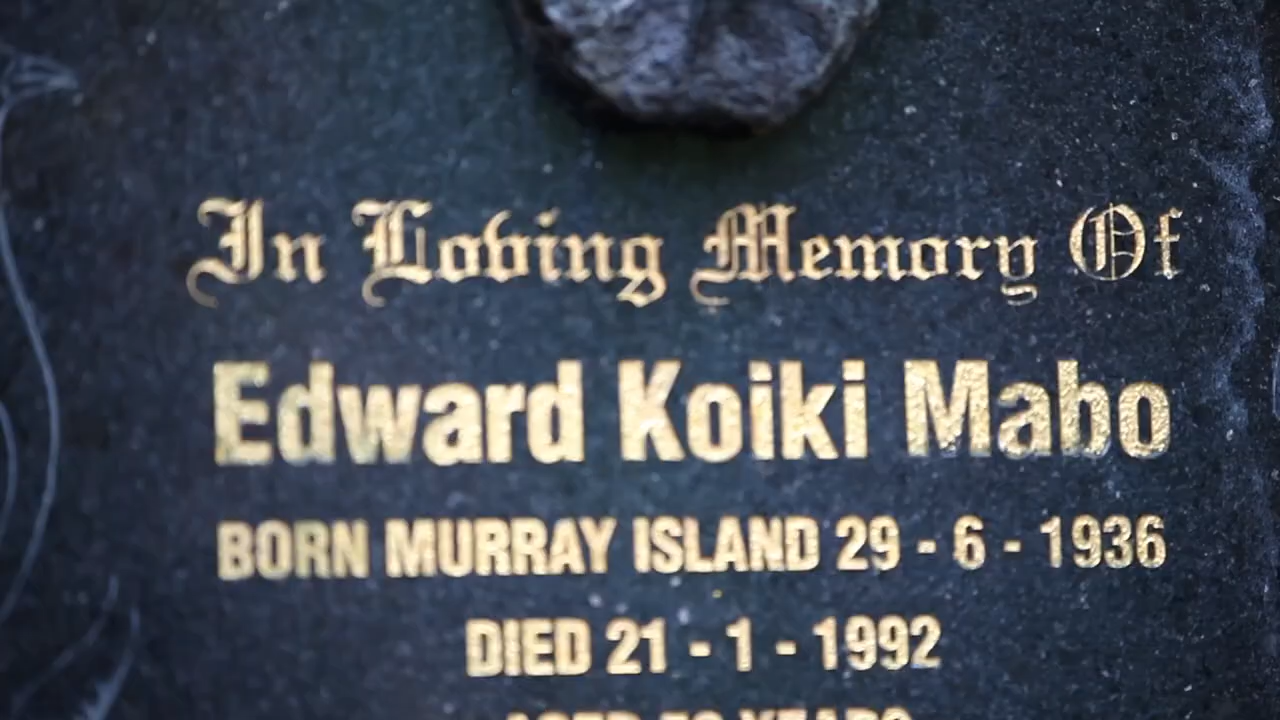 In Loving Memory Of
Edward Koiki Mabo
BORN MURRAY ISLAND 29 - 6 - 1936
DIED 21 - 1 - 1992